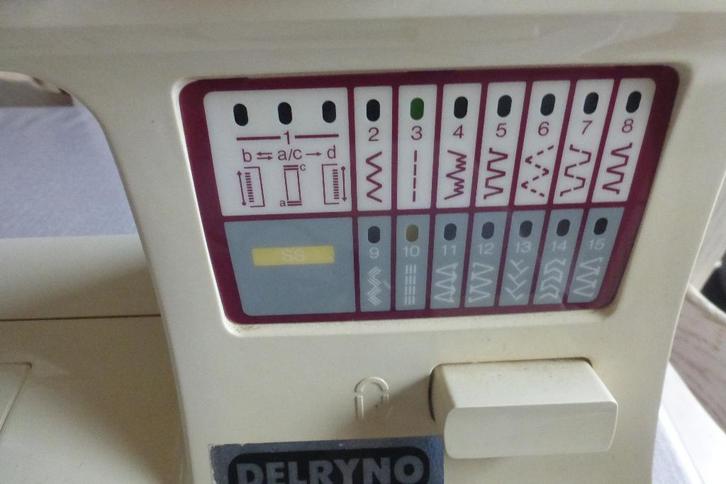 1 2 3 4 5 6 7 8
b ⇆ a/c → d
c
a
SS 9 10 11 12 13 14 15
DELRYNO